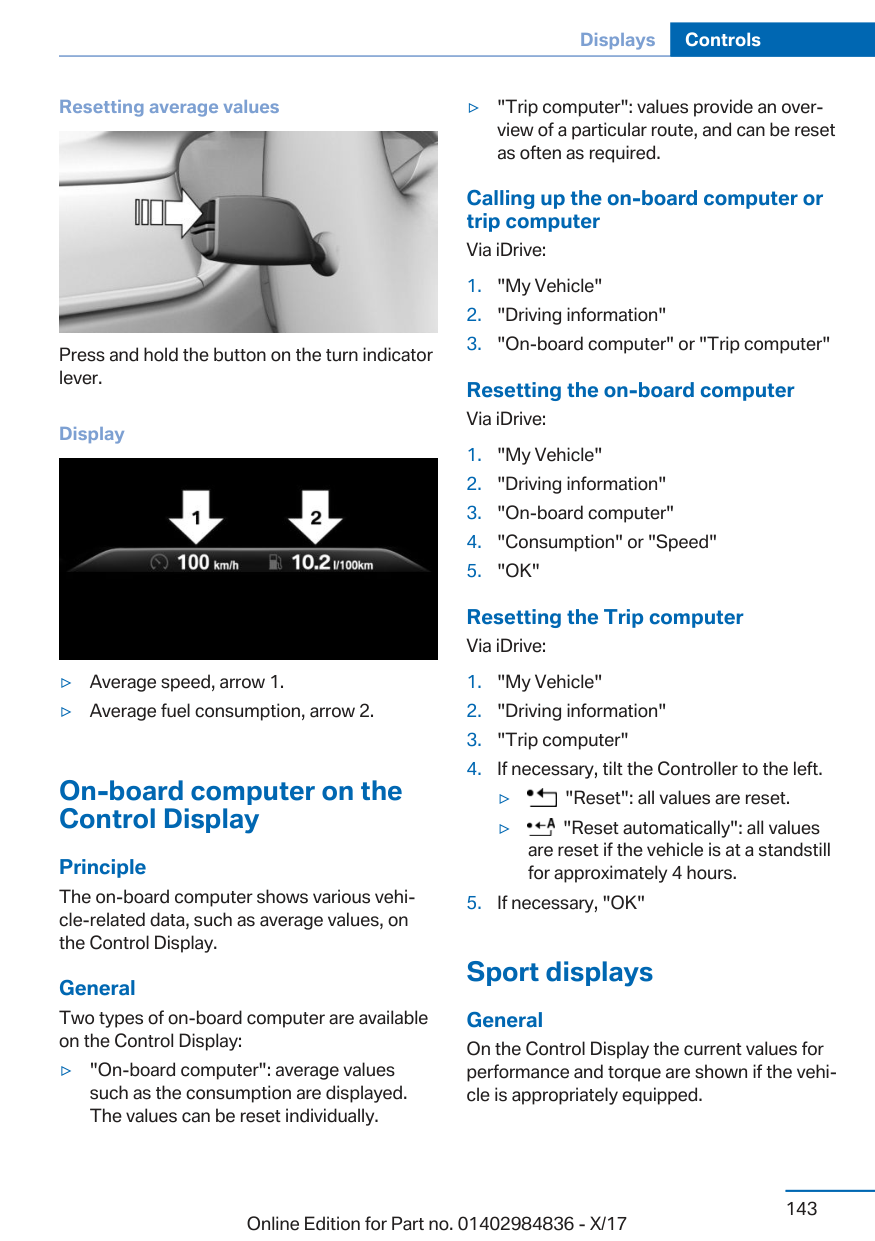 Displays Controls
Resetting average values
Press and hold the button on the turn indicator
lever.
Display
1 2
100 km/h 10.2 l/100km
▷ Average speed, arrow 1.
▷ Average fuel consumption, arrow 2.
On-board computer on the
Control Display
Principle
The on-board computer shows various vehi-
cle-related data, such as average values, on
the Control Display.
General
Two types of on-board computer are available
on the Control Display:
▷ "On-board computer": average values
such as the consumption are displayed.
The values can be reset individually.
▷ "Trip computer": values provide an over-
view of a particular route, and can be reset
as often as required.
Calling up the on-board computer or
trip computer
Via iDrive:
1. "My Vehicle"
2. "Driving information"
3. "On-board computer" or "Trip computer"
Resetting the on-board computer
Via iDrive:
1. "My Vehicle"
2. "Driving information"
3. "On-board computer"
4. "Consumption" or "Speed"
5. "OK"
Resetting the Trip computer
Via iDrive:
1. "My Vehicle"
2. "Driving information"
3. "Trip computer"
4. If necessary, tilt the Controller to the left.
▷ "Reset": all values are reset.
▷ A "Reset automatically": all values
are reset if the vehicle is at a standstill
for approximately 4 hours.
5. If necessary, "OK"
Sport displays
General
On the Control Display the current values for
performance and torque are shown if the vehi-
cle is appropriately equipped.
143
Online Edition for Part no. 01402984836 - X/17